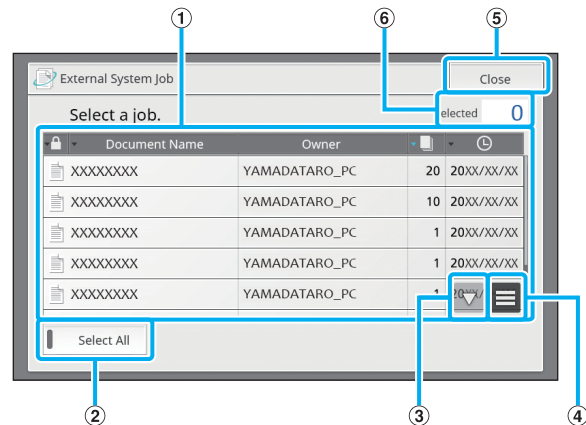 ① ⑥ ⑤
External System Job Close
Select a job. elected 0
Document Name Owner
XXXXXXXX YAMADATARO_PC 20 20XX/XX/XX
XXXXXXXX YAMADATARO_PC 10 20XX/XX/XX
XXXXXXXX YAMADATARO_PC 1 20XX/XX/XX
XXXXXXXX YAMADATARO_PC 1 20XX/XX/XX
XXXXXXXX YAMADATARO_PC 1
Select All
② ③ ④